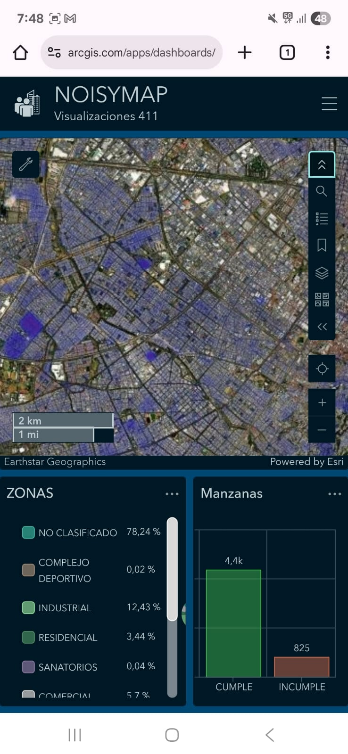 7:48
5G
48
arcgis.com/apps/dashboards/
1
NOISYMAP
Visualizaciones 411
2 km
1 mi
Earthstar Geographics
Powered by Esri
ZONAS
NO CLASIFICADO 78,24 %
COMPLEJO
DEPORTIVO
0,02 %
INDUSTRIAL 12,43 %
RESIDENCIAL 3,44 %
SANATORIOS 0,04 %
COMERCIAL 5,7 %
Manzanas
4,4k
825
CUMPLE
INCUMPLE